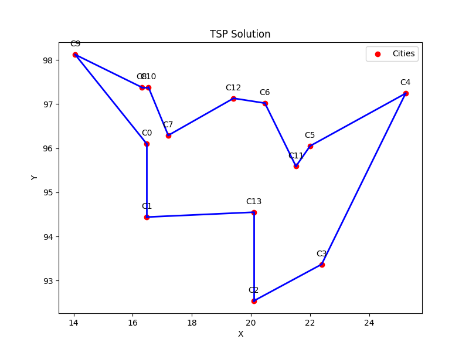 TSP Solution
Cities
C9
C8
C10
C4
C12
C6
C7
C0
C5
C11
C1
C13
C3
C2
98
97
96
95
94
93
Y
14
16
18
20
22
24
X